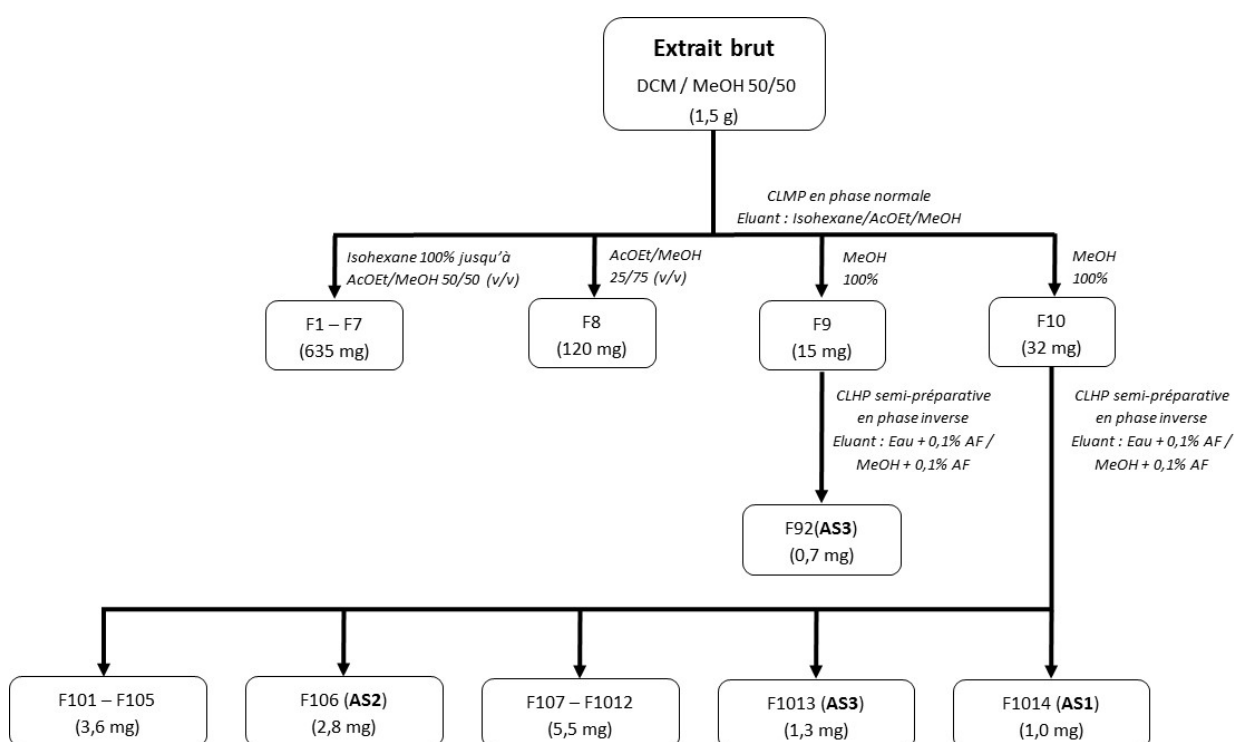 Extrait brut
DCM / MeOH 50/50
(1,5 g)
CLMP en phase normale
Eluant : Isohexane/AcOEt/MeOH
Isohexane 100% jusqu'à
AcOEt/MeOH 50/50 (v/v)
AcOEt/MeOH
25/75 (v/v)
MeOH
100%
MeOH
100%
F1 – F7
(635 mg)
F8
(120 mg)
F9
(15 mg)
F10
(32 mg)
CLHP semi-préparative
en phase inverse
Eluant : Eau + 0,1% AF /
MeOH + 0,1% AF
CLHP semi-préparative
en phase inverse
Eluant : Eau + 0,1% AF /
MeOH + 0,1% AF
F92(AS3)
(0,7 mg)
F101 – F105
(3,6 mg)
F106 (AS2)
(2,8 mg)
F107 – F1012
(5,5 mg)
F1013 (AS3)
(1,3 mg)
F1014 (AS1)
(1,0 mg)